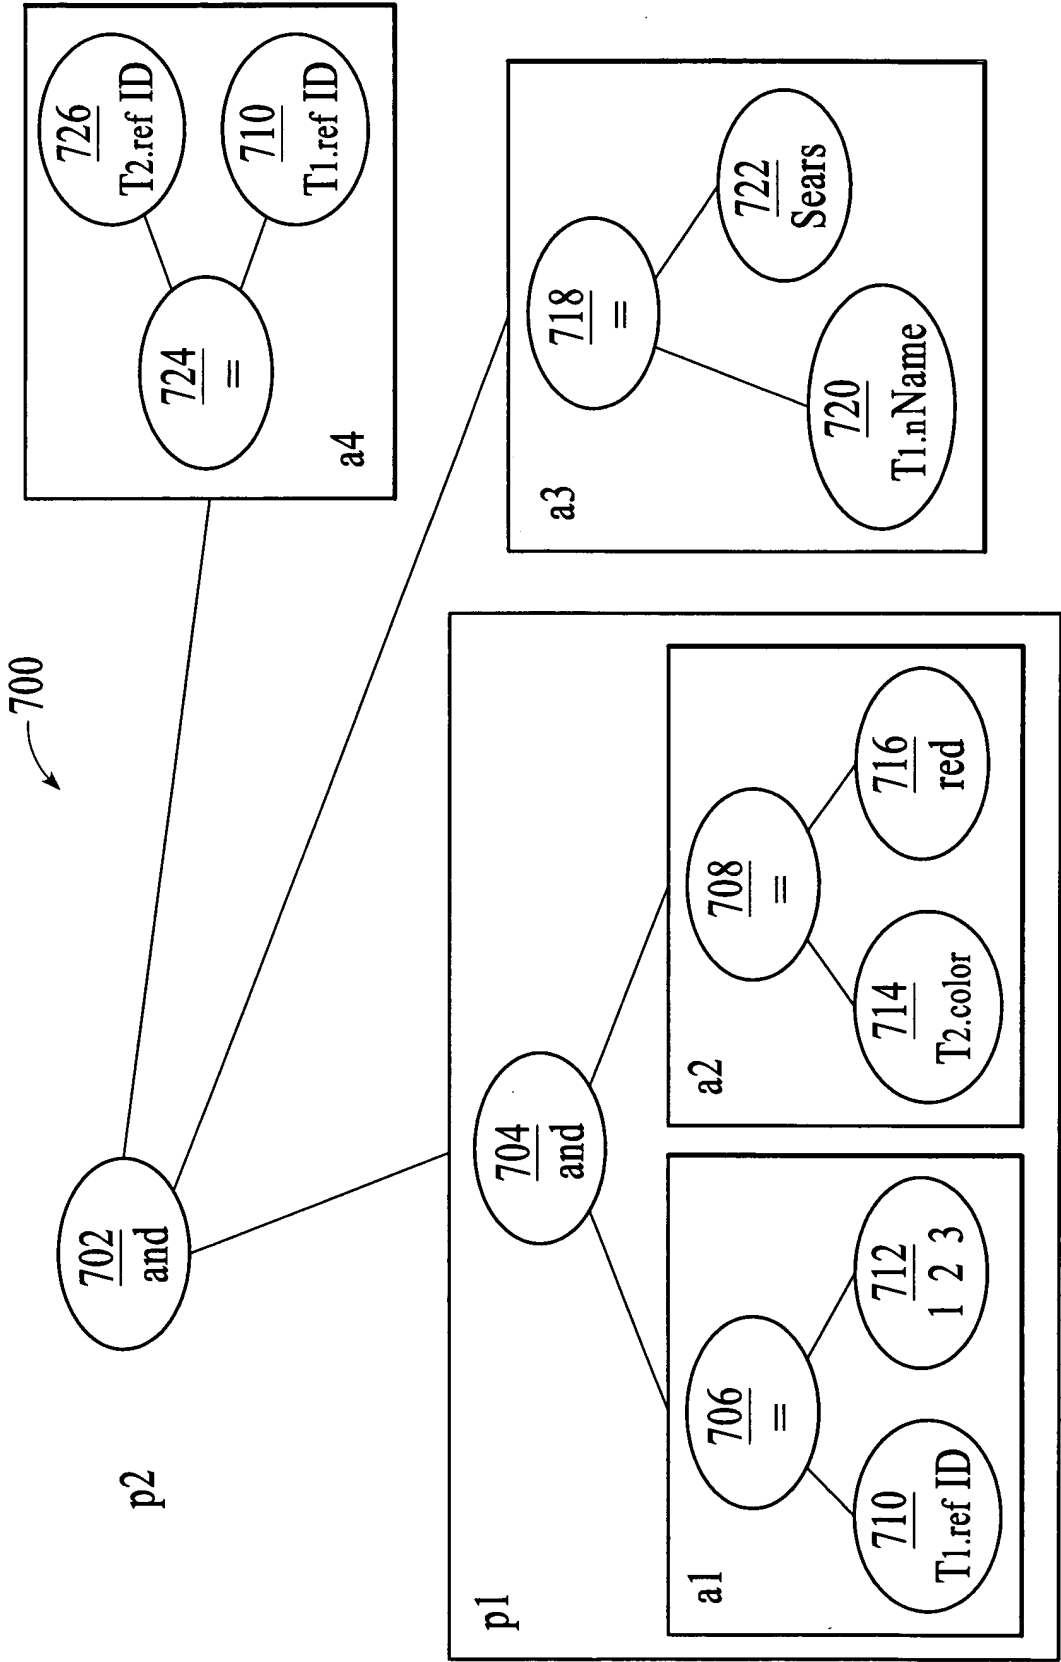 700
p2
702
and
p1
704
and
a1
706
=
710
T1.ref ID
712
1 2 3
a2
708
=
714
T2.color
716
red
a3
718
=
720
T1.nName
722
Sears
a4
724
=
726
T2.ref ID
710
T1.ref ID